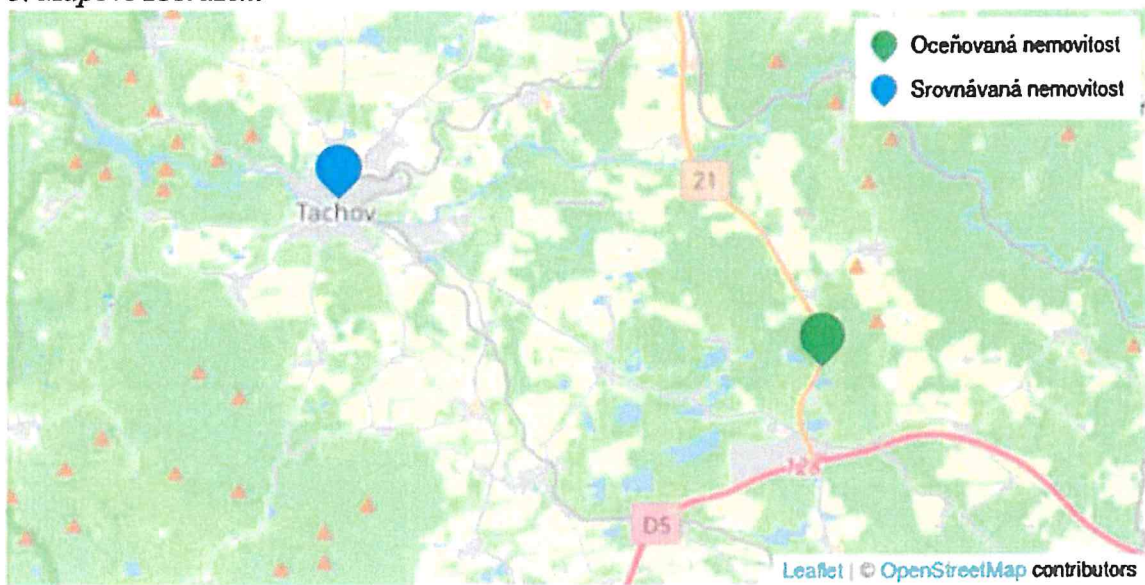 Oceňovaná nemovitost
Srovnávaná nemovitost
21
Tachov
D5
Leaflet | © OpenStreetMap contributors